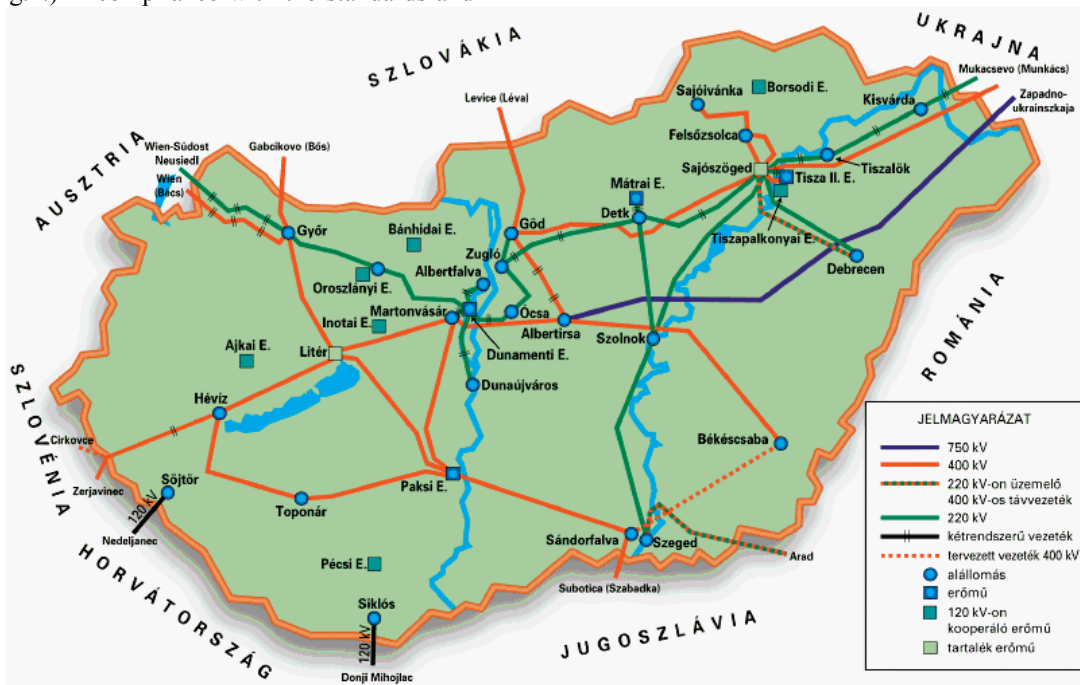 SZLOVÁKIA
UKRAJNA
Mukacsevo (Munkács)
Zapadno-
ukrainszkaja
Borsodi E.
Kisvárda
Sajóivánka
Levice (Léva)
Felsőzsolca
AUSZTRIA
Wien-Südost
Neusiedl
Wien
(Bécs)
Gabcikovo (Bős)
Sajószöged
Tiszalök
Tisza II. E.
Mátrai E.
Detk
Tiszapalkonyai E.
Győr
Bánhidai E.
Göd
Zugló
Albertfalva
Debrecen
Oroszlányi E.
Martonvásár
Ócsa
Albertirsa
Inotai E.
Dunamenti E.
Szolnok
Ajkai E.
Litér
ROMÁNIA
Dunaújváros
SZLOVÉNIA
Hévíz
Cirkovce
Zerjavinec
Söjtör
120 kV
Nedeljanec
Toponár
Paksi E.
Békéscsaba
Sándorfalva
Szeged
Arad
Subotica (Szabadka)
HORVÁTORSZÁG
Pécsi E.
Siklós
120 kV
Donji Mihojlac
JUGOSZLÁVIA
JELMAGYARÁZAT
750 kV
400 kV
220 kV-on üzemelő
400 kV-os távvezeték
220 kV
kétrendszerű vezeték
tervezett vezeték 400 kV
alállomás
erőmű
120 kV-on
kooperáló erőmű
tartalék erőmű